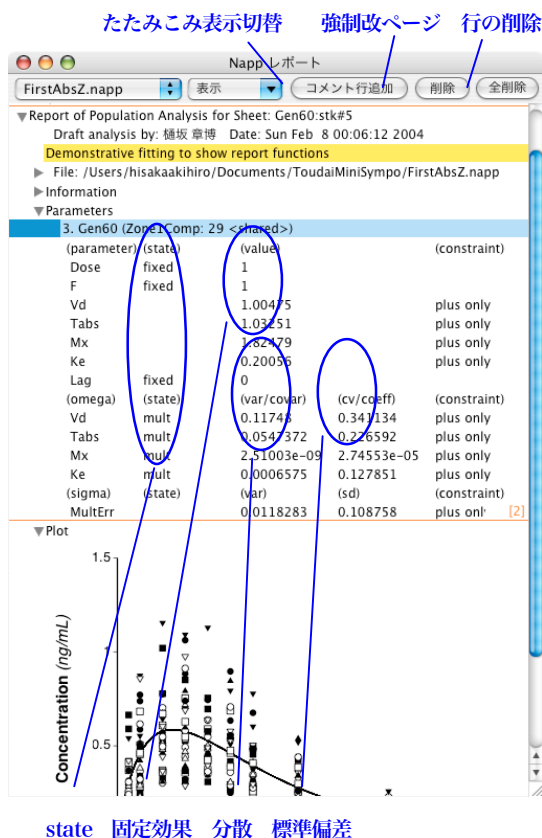 たたみこみ表示切替 強制改ページ 行の削除
Napp レポート
FirstAbsZ.napp 表示 コメント行追加 削除 全削除
Report of Population Analysis for Sheet: Gen60:stk#5
Draft analysis by: 樋坂 章博 Date: Sun Feb 8 00:06:12 2004
Demonstrative fitting to show report functions
File: /Users/hisakaakihiro/Documents/ToudaiMiniSympo/FirstAbsZ.napp
Information
Parameters
3. Gen60 (Zone1Comp: 29 <shared>)
(parameter) (state) (value) (constraint)
Dose fixed 1
F fixed 1
Vd 1.00475 plus only
Tabs 1.03251 plus only
Mx 1.82479 plus only
Ke 0.20056 plus only
Lag fixed 0
(omega) (state) (var/covar) (cv/coeff) (constraint)
Vd mult 0.11748 0.341134 plus only
Tabs mult 0.0547372 0.226592 plus only
Mx mult 2.51003e-09 2.74553e-05 plus only
Ke mult 0.0006575 0.127851 plus only
(sigma) (state) (var) (sd) (constraint)
MultErr 0.0118283 0.108758 plus onl [2]
Plot
1.5
1
0.5
Concentration (ng/mL)
state 固定効果 分散 標準偏差